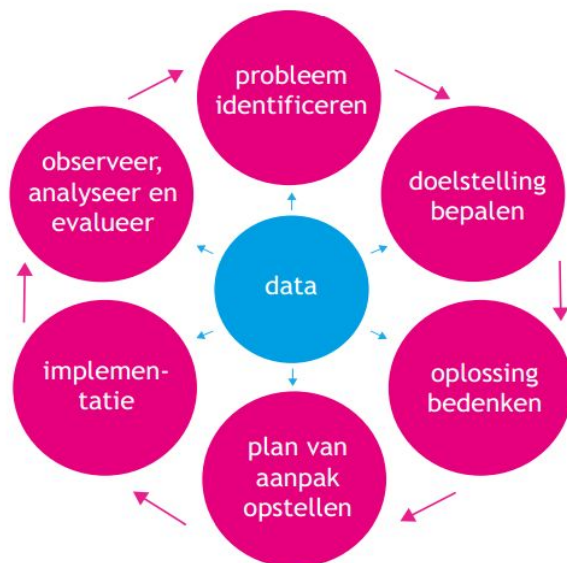 probleem
identificeren
doelstelling
bepalen
oplossing
bedenken
plan van
aanpak
opstellen
implemen-
tatie
observeer,
analyseer en
evalueer
data